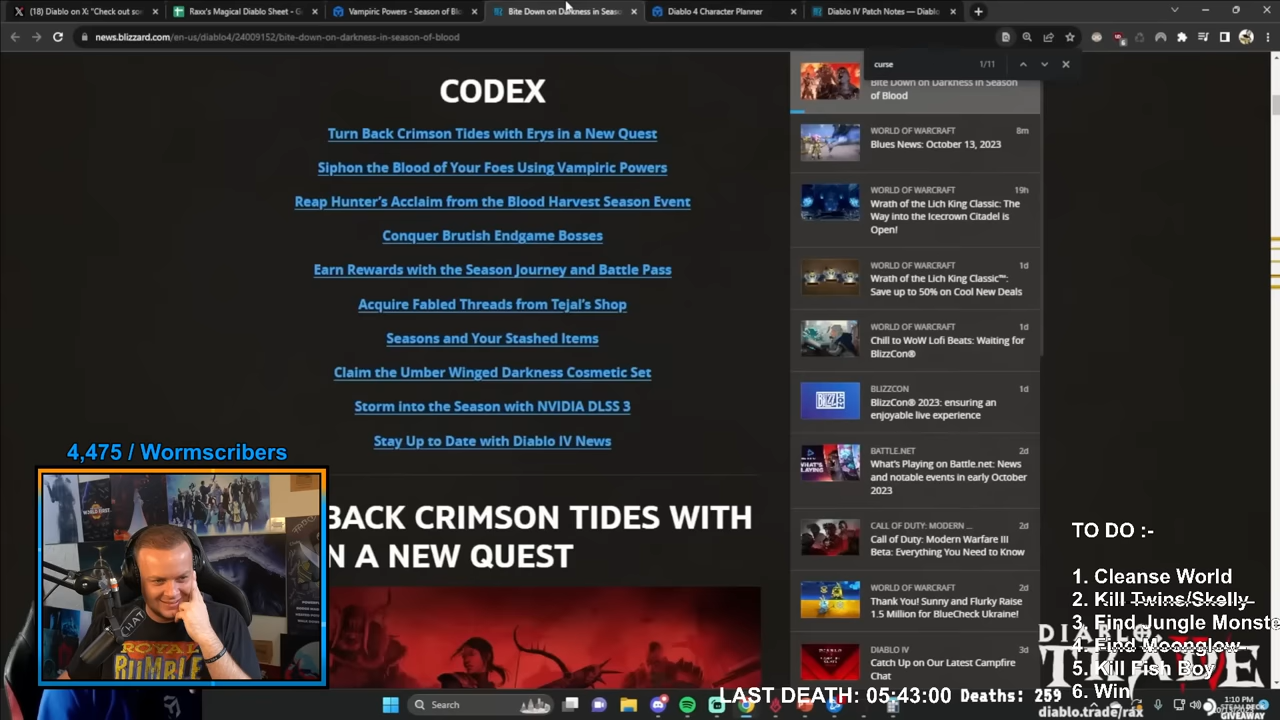 (18) Diablo on X: "Check out so
Raxx's Magical Diablo Sheet - G
Vampiric Powers - Season of Bl
Bite Down on Darkness in Seas
Diablo 4 Character Planner
Diablo IV Patch Notes — Diablo
news.blizzard.com/en-us/diablo4/24009152/bite-down-on-darkness-in-season-of-blood
curse
1/11
CODEX
Turn Back Crimson Tides with Erys in a New Quest
Siphon the Blood of Your Foes Using Vampiric Powers
Reap Hunter's Acclaim from the Blood Harvest Season Event
Conquer Brutish Endgame Bosses
Earn Rewards with the Season Journey and Battle Pass
Acquire Fabled Threads from Tejal's Shop
Seasons and Your Stashed Items
Claim the Umber Winged Darkness Cosmetic Set
Storm into the Season with NVIDIA DLSS 3
Stay Up to Date with Diablo IV News
BACK CRIMSON TIDES WITH
N A NEW QUEST
Bite Down on Darkness in Season
of Blood
WORLD OF WARCRAFT 8m
Blues News: October 13, 2023
WORLD OF WARCRAFT 19h
Wrath of the Lich King Classic: The
Way into the Icecrown Citadel is
Open!
WORLD OF WARCRAFT 1d
Wrath of the Lich King Classic™:
Save up to 50% on Cool New Deals
WORLD OF WARCRAFT 1d
Chill to WoW Lofi Beats: Waiting for
BlizzCon®
BLIZZCON 1d
BlizzCon® 2023: ensuring an
enjoyable live experience
BATTLE.NET 2d
What's Playing on Battle.net: News
and notable events in early October
2023
CALL OF DUTY: MODERN ... 2d
Call of Duty: Modern Warfare III
Beta: Everything You Need to Know
WORLD OF WARCRAFT 2d
Thank You! Sunny and Flurky Raise
1.5 Million for BlueCheck Ukraine!
DIABLO IV 3d
Catch Up on Our Latest Campfire
Chat
4,475 / Wormscribers
CHAT
ROYAL
RUMBLE
TO DO :-
1. Cleanse World
2. Kill Twins/Skelly
3. Find Jungle Monste
4. Find Moonglow
5. Kill Fish Boy
6. Win
DIABLO
TRADE
diablo.trade/rax
LAST DEATH: 05:43:00 Deaths: 259
Search
1:10 PM
STEAM DECK
GIVEAWAY